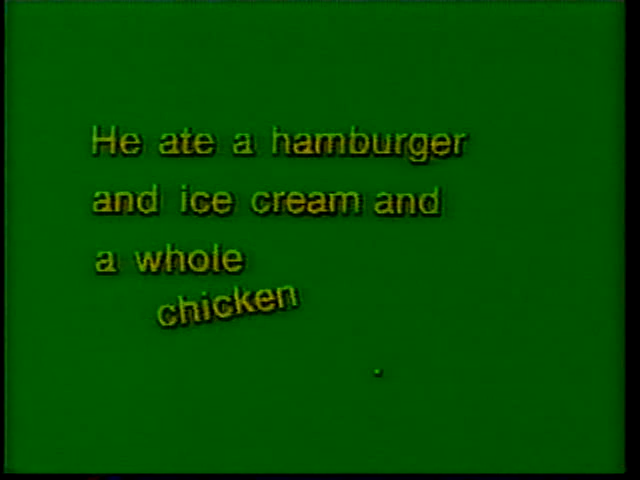 He ate a hamburger
and ice cream and
a whole
chicken
.